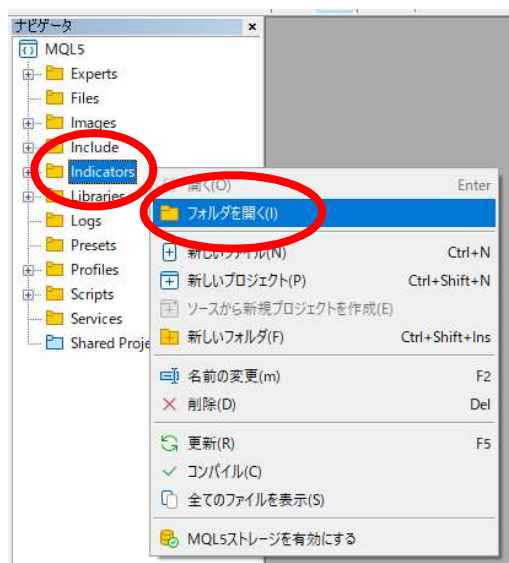 ナビゲータ x
MQL5
Experts
Files
Images
Include
Indicators
Libraries
Logs
Presets
Profiles
Scripts
Services
Shared Proje
開く(O) Enter
フォルダを開く(I)
新しいファイル(N) Ctrl+N
新しいプロジェクト(P) Ctrl+Shift+N
ソースから新規プロジェクトを作成(E)
新しいフォルダ(F) Ctrl+Shift+Ins
名前の変更(m) F2
削除(D) Del
更新(R) F5
コンパイル(C)
全てのファイルを表示(S)
MQL5ストレージを有効にする